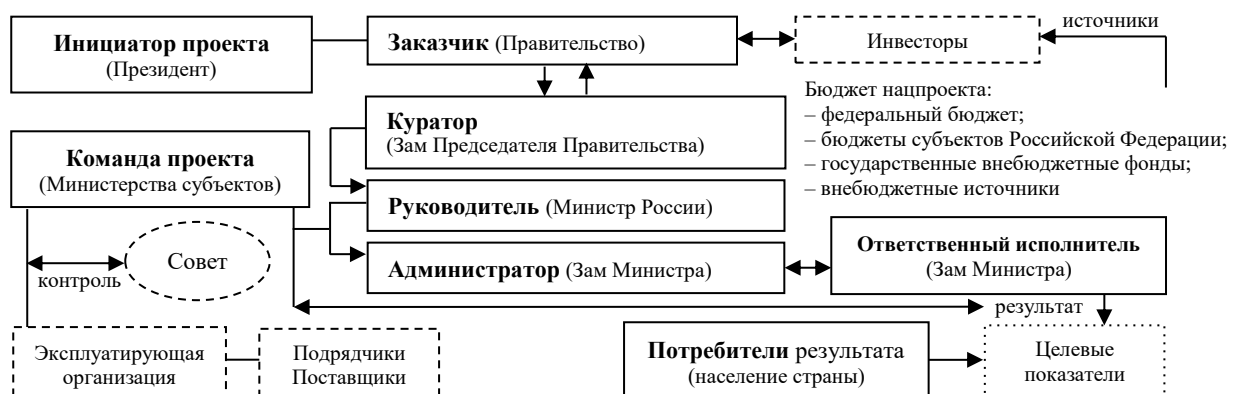 Инициатор проекта
(Президент)
Заказчик (Правительство)
Инвесторы
источники
Куратор
(Зам Председателя Правительства)
Бюджет нацпроекта:
– федеральный бюджет;
– бюджеты субъектов Российской Федерации;
– государственные внебюджетные фонды;
– внебюджетные источники
Команда проекта
(Министерства субъектов)
Руководитель (Министр России)
Администратор (Зам Министра)
Ответственный исполнитель
(Зам Министра)
Совет
контроль
результат
Эксплуатирующая
организация
Подрядчики
Поставщики
Потребители результата
(население страны)
Целевые
показатели